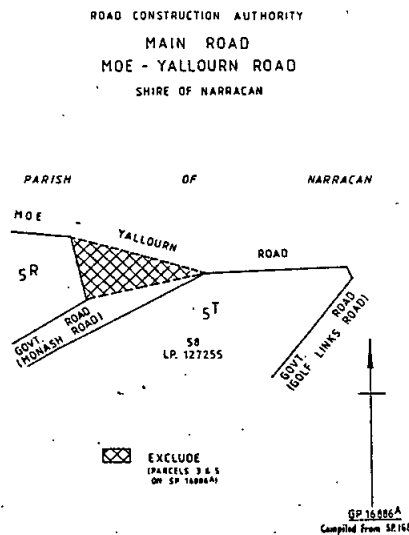 ROAD CONSTRUCTION AUTHORITY
MAIN ROAD
MOE - YALLOURN ROAD
SHIRE OF NARRACAN
PARISH OF NARRACAN
MOE
YALLOURN
ROAD
5R
5T
GOVT. ROAD
(MONASH ROAD)
58
LP. 127255
GOVT. ROAD
(GOLF LINKS ROAD)
EXCLUDE
(PARCELS 3 & 5
ON SP 16886A)
GP 16886A
Compiled from SP.168